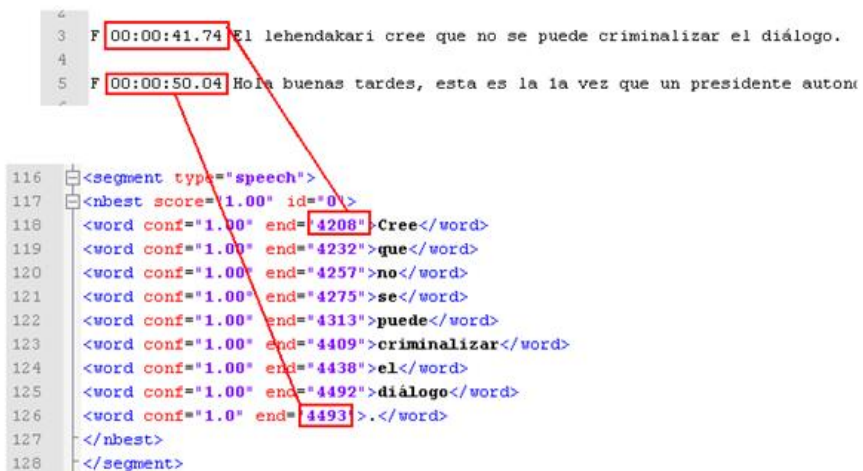 3 F 00:00:41.74 El lehendakari cree que no se puede criminalizar el diálogo.
4
5 F 00:00:50.04 Hola buenas tardes, esta es la 1a vez que un presidente
116 <segment type="speech">
117 <nbest score="1.00" id="0">
118 <word conf="1.00" end="4208">Cree</word>
119 <word conf="1.00" end="4232">que</word>
120 <word conf="1.00" end="4257">no</word>
121 <word conf="1.00" end="4275">se</word>
122 <word conf="1.00" end="4313">puede</word>
123 <word conf="1.00" end="4409">criminalizar</word>
124 <word conf="1.00" end="4438">el</word>
125 <word conf="1.00" end="4492">diálogo</word>
126 <word conf="1.0" end="4493">.</word>
127 </nbest>
128 </segment>